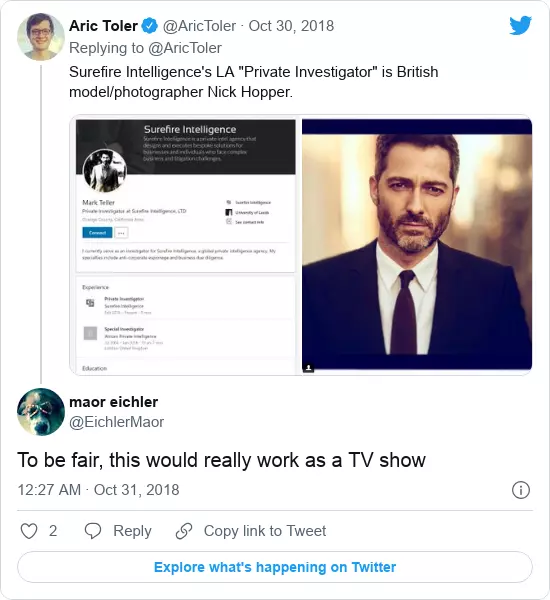 Aric Toler @AricToler · Oct 30, 2018
Replying to @AricToler
Surefire Intelligence's LA "Private Investigator" is British
model/photographer Nick Hopper.
Surefire Intelligence
Surefire Intelligence is a private intel agency that
designs and executes bespoke solutions for
businesses and individuals who face complex
business and litigation challenges.
Mark Teller
Private Investigator at Surefire Intelligence, LTD
Orange County, California Area
Connect
Surefire Intelligence
University of Leeds
See contact info
I currently serve as an investigator for Surefire Intelligence, a global private intelligence agency. My
specialties include anti-corporate espionage and business due diligence.
Experience
Private Investigator
Surefire Intelligence
Special Investigator
Private Intelligence
London, United Kingdom
Education
maor eichler
@EichlerMaor
To be fair, this would really work as a TV show
12:27 AM · Oct 31, 2018
2 Reply Copy link to Tweet
Explore what's happening on Twitter